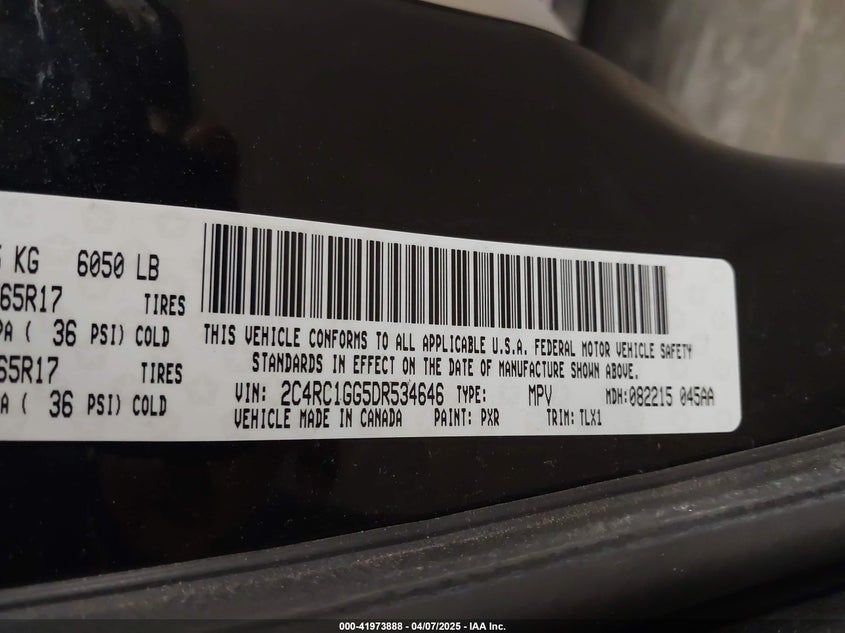 KG 6050 LB
65R17 TIRES
PA ( 36 PSI) COLD
65R17 TIRES
A ( 36 PSI) COLD
THIS VEHICLE CONFORMS TO ALL APPLICABLE U.S.A. FEDERAL MOTOR VEHICLE SAFETY
STANDARDS IN EFFECT ON THE DATE OF MANUFACTURE SHOWN ABOVE.
VIN: 2C4RC1GG5DR534646 TYPE: MPV MDH:082215 045AA
VEHICLE MADE IN CANADA PAINT: PXR TRIM: TLX1
000-41973888 - 04/07/2025 - IAA Inc.